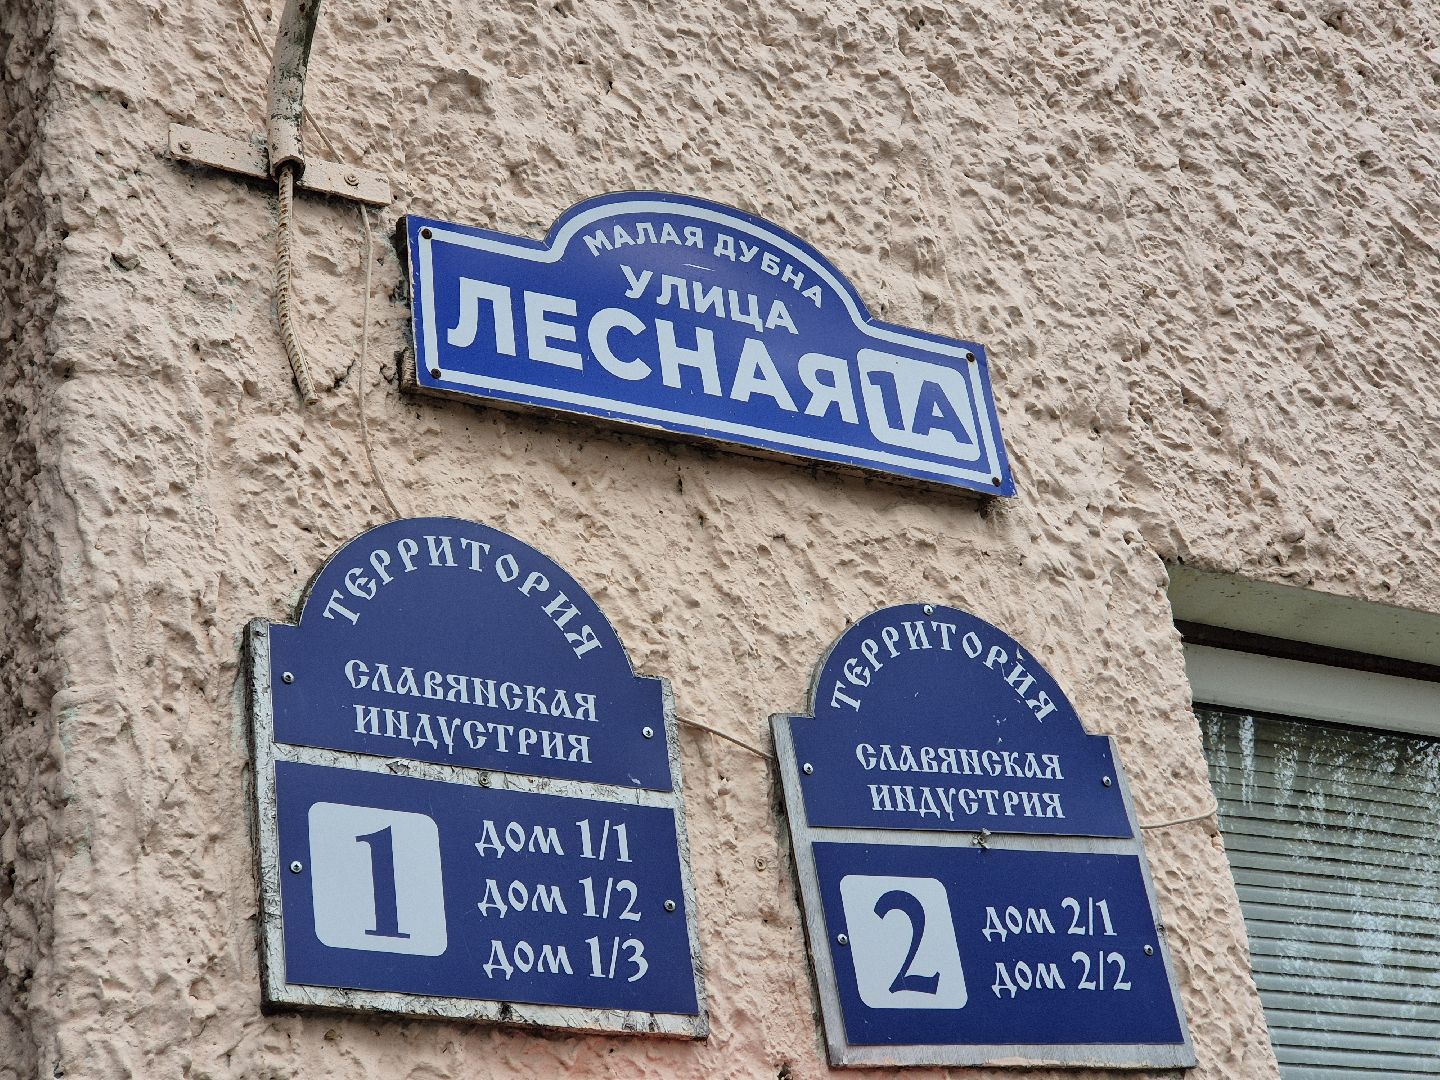 МАЛАЯ ДУБНА
УЛИЦА
ЛЕСНАЯ 1А
ТЕРРИТОРИЯ
СЛАВЯНСКАЯ
ИНДУСТРИЯ
1
ДОМ 1/1
ДОМ 1/2
ДОМ 1/3
ТЕРРИТОРИЯ
СЛАВЯНСКАЯ
ИНДУСТРИЯ
2
ДОМ 2/1
ДОМ 2/2